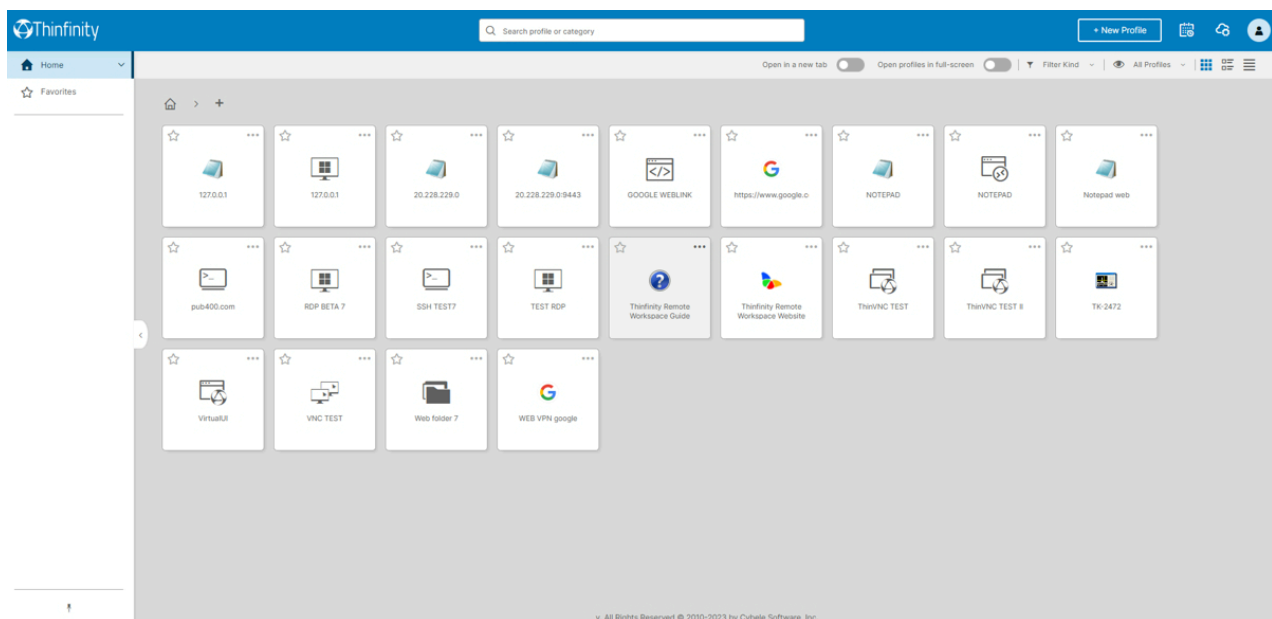 Thinfinity
Search profile or category
+ New Profile
Home
Open in a new tab
Open profiles in full-screen
Filter Kind
All Profiles
Favorites
127.0.0.1
127.0.0.1
20.228.229.0
20.228.229.0:9443
GOOGLE WEBLINK
https://www.google.c
NOTEPAD
NOTEPAD
Notepad web
pub400.com
RDP BETA 7
SSH TEST7
TEST RDP
Thinfinity Remote
Workspace Guide
Thinfinity Remote
Workspace Website
ThinVNC TEST
ThinVNC TEST II
TK-2472
VirtualUI
VNC TEST
Web folder 7
WEB VPN google
v. All Rights Reserved © 2010-2023 by Cybele Software, Inc.